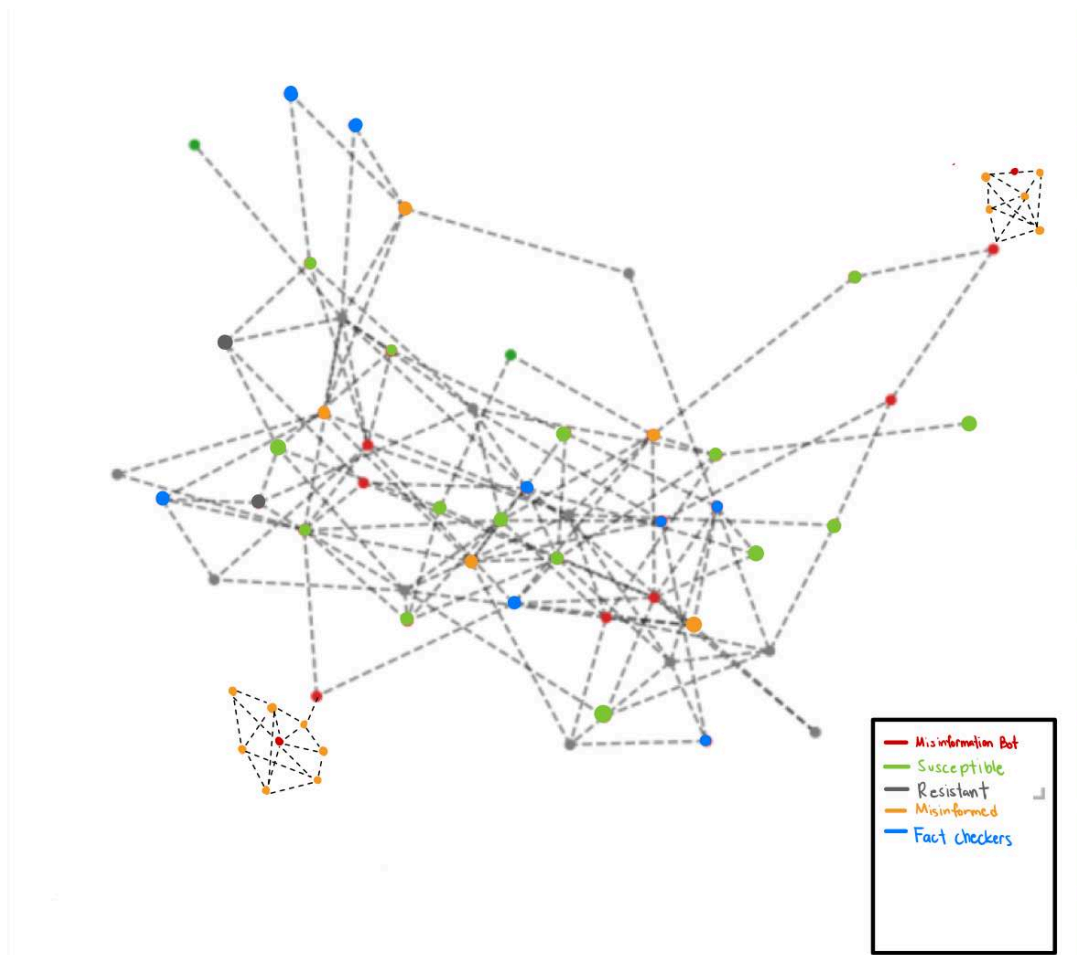 Misinformation Bot
Susceptible
Resistant
Misinformed
Fact checkers